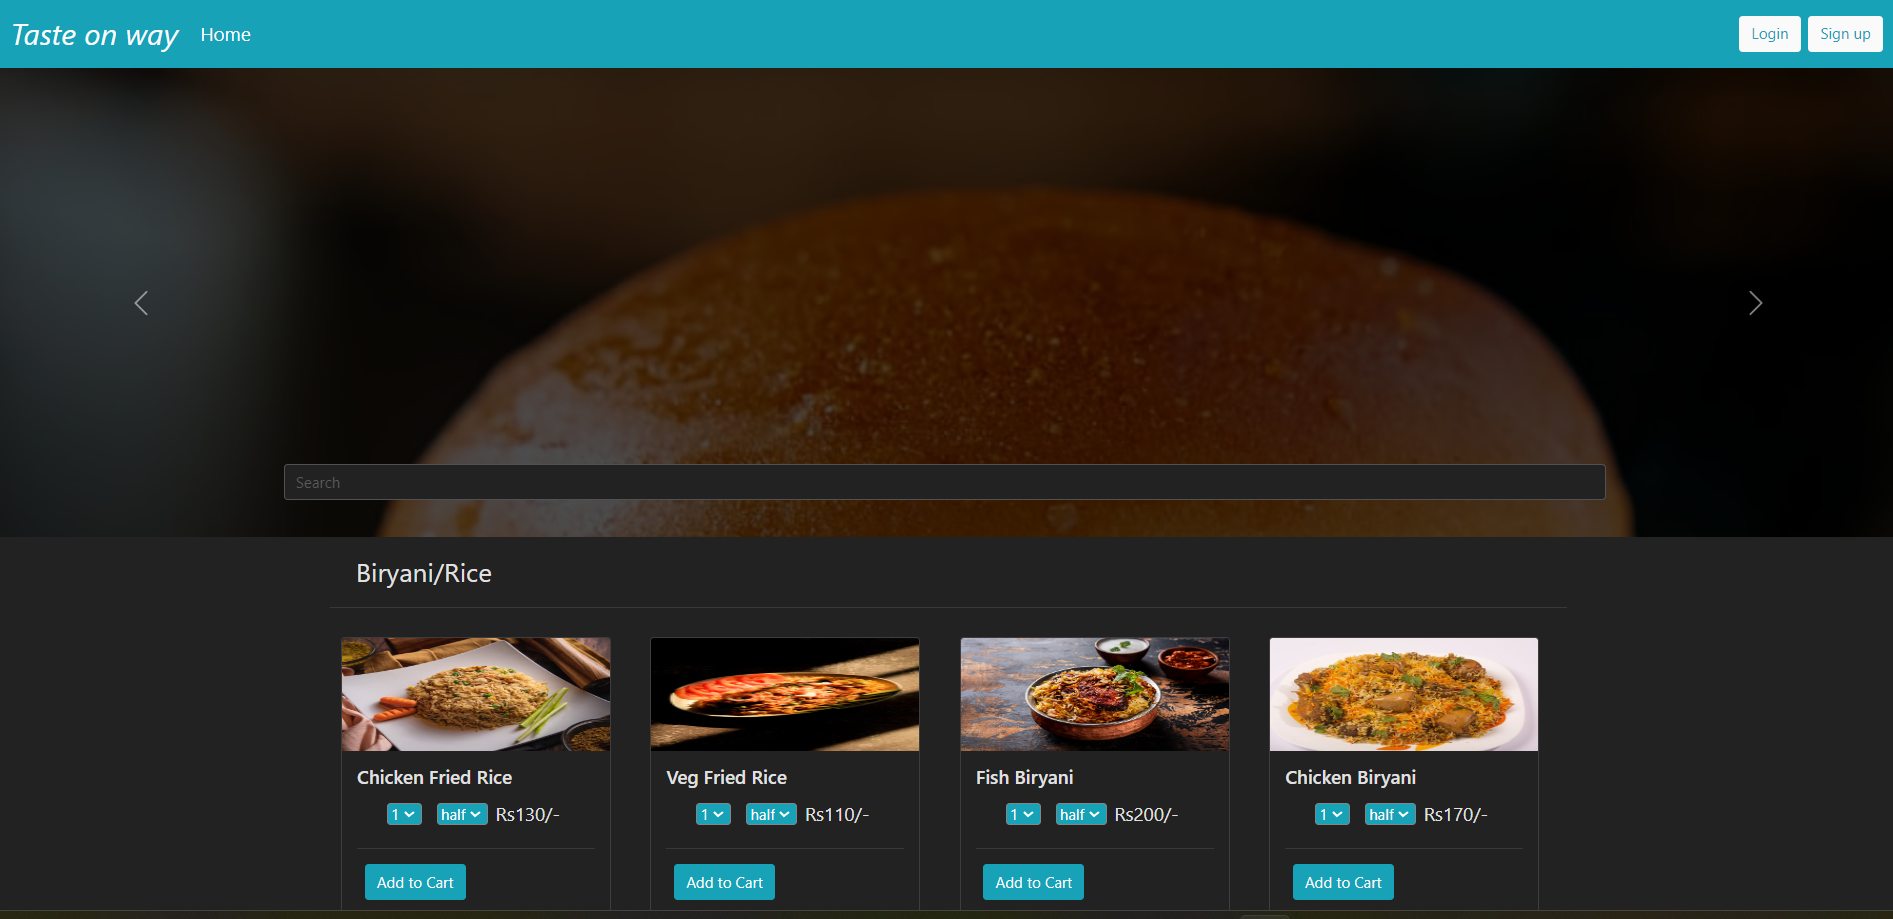 Taste on way Home Login Sign up
Search
Biryani/Rice
Chicken Fried Rice
1 half Rs130/-
Add to Cart
Veg Fried Rice
1 half Rs110/-
Add to Cart
Fish Biryani
1 half Rs200/-
Add to Cart
Chicken Biryani
1 half Rs170/-
Add to Cart